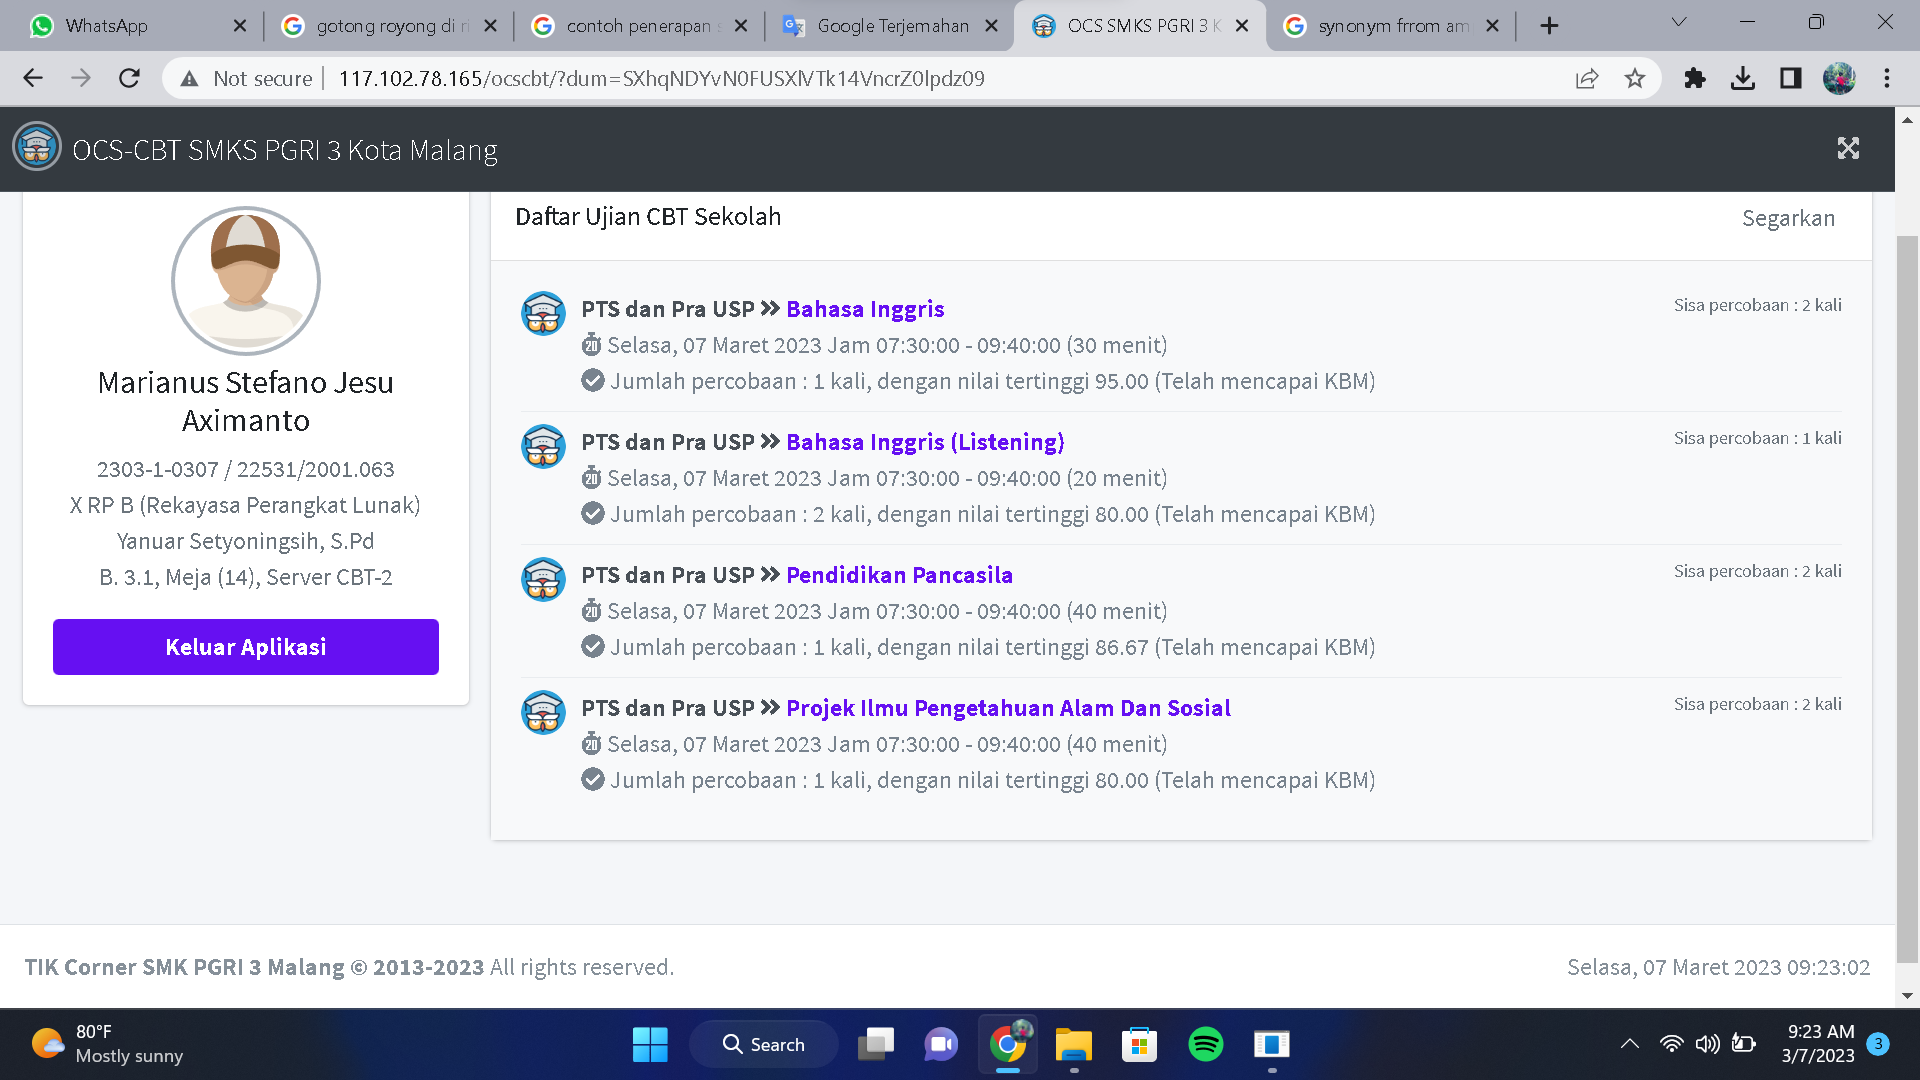 WhatsApp
gotong royong di r
contoh penerapan s
Google Terjemahan
OCS SMKS PGRI 3 K
synonym frrom am
Not secure
117.102.78.165/ocscbt/?dum=SXhqNDYvN0FUSXlVTk14VncrZ0lpdz09
OCS-CBT SMKS PGRI 3 Kota Malang
Marianus Stefano Jesu
Aximanto
2303-1-0307 / 22531/2001.063
X RP B (Rekayasa Perangkat Lunak)
Yanuar Setyoningsih, S.Pd
B. 3.1, Meja (14), Server CBT-2
Keluar Aplikasi
Daftar Ujian CBT Sekolah
Segarkan
PTS dan Pra USP » Bahasa Inggris
Sisa percobaan : 2 kali
Selasa, 07 Maret 2023 Jam 07:30:00 - 09:40:00 (30 menit)
Jumlah percobaan : 1 kali, dengan nilai tertinggi 95.00 (Telah mencapai KBM)
PTS dan Pra USP » Bahasa Inggris (Listening)
Sisa percobaan : 1 kali
Selasa, 07 Maret 2023 Jam 07:30:00 - 09:40:00 (20 menit)
Jumlah percobaan : 2 kali, dengan nilai tertinggi 80.00 (Telah mencapai KBM)
PTS dan Pra USP » Pendidikan Pancasila
Sisa percobaan : 2 kali
Selasa, 07 Maret 2023 Jam 07:30:00 - 09:40:00 (40 menit)
Jumlah percobaan : 1 kali, dengan nilai tertinggi 86.67 (Telah mencapai KBM)
PTS dan Pra USP » Projek Ilmu Pengetahuan Alam Dan Sosial
Sisa percobaan : 2 kali
Selasa, 07 Maret 2023 Jam 07:30:00 - 09:40:00 (40 menit)
Jumlah percobaan : 1 kali, dengan nilai tertinggi 80.00 (Telah mencapai KBM)
TIK Corner SMK PGRI 3 Malang © 2013-2023 All rights reserved.
Selasa, 07 Maret 2023 09:23:02
80°F
Mostly sunny
Search
9:23 AM
3/7/2023
3